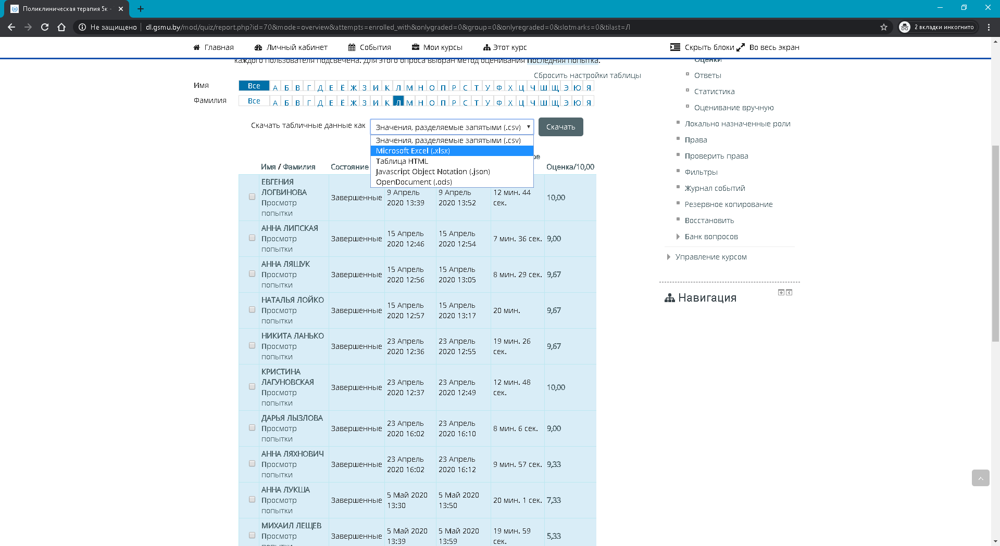 Поликлиническая терапия 5к -
Не защищено
dl.gsmu.by/mod/quiz/report.php?id=70&mode=overview&attempts=enrolled_with&onlygraded=0&group=0&onlyregraded=0&slotmarks=0&tilast=Л
2 вкладки инкогнито
Главная Личный кабинет События Мои курсы Этот курс Скрыть блоки Во весь экран
каждого пользователя подсвечена. Для этого опроса выбран метод оценивания Последняя попытка.
Сбросить настройки таблицы
Имя Все А Б В Г Д Е Ё Ж З И К Л М Н О П Р С Т У Ф Х Ц Ч Ш Щ Э Ю Я
Фамилия Все А Б В Г Д Е Ё Ж З И К Л М Н О П Р С Т У Ф Х Ц Ч Ш Щ Э Ю Я
Скачать табличные данные как Значения, разделяемые запятыми (.csv) Скачать
Значения, разделяемые запятыми (.csv)
Microsoft Excel (.xlsx)
Таблица HTML
Javascript Object Notation (.json)
OpenDocument (.ods)
Имя / Фамилия Состояние Оценка/10,00
ЕВГЕНИЯ
ЛОГВИНОВА
Просмотр
попытки
Завершенные
9 Апрель
2020 13:39
9 Апрель
2020 13:52
12 мин. 44
сек.
10,00
АННА ЛИПСКАЯ
Просмотр
попытки
Завершенные
15 Апрель
2020 12:46
15 Апрель
2020 12:54
7 мин. 36 сек.
9,00
АННА ЛЯЩУК
Просмотр
попытки
Завершенные
15 Апрель
2020 12:56
15 Апрель
2020 13:05
8 мин. 29 сек.
9,67
НАТАЛЬЯ ЛОЙКО
Просмотр
попытки
Завершенные
15 Апрель
2020 12:57
15 Апрель
2020 13:17
20 мин.
9,67
НИКИТА ЛАНЬКО
Просмотр
попытки
Завершенные
23 Апрель
2020 12:36
23 Апрель
2020 12:55
19 мин. 26
сек.
9,67
КРИСТИНА
ЛАГУНОВСКАЯ
Просмотр
попытки
Завершенные
23 Апрель
2020 12:37
23 Апрель
2020 12:49
12 мин. 48
сек.
10,00
ДАРЬЯ ЛЫЗЛОВА
Просмотр
попытки
Завершенные
23 Апрель
2020 16:02
23 Апрель
2020 16:10
8 мин. 6 сек.
9,00
АННА ЛЯХНОВИЧ
Просмотр
попытки
Завершенные
23 Апрель
2020 16:02
23 Апрель
2020 16:12
9 мин. 57 сек.
9,33
АННА ЛУКША
Просмотр
попытки
Завершенные
5 Май 2020
13:30
5 Май 2020
13:50
20 мин. 1 сек.
7,33
МИХАИЛ ЛЕЩЕВ
Просмотр
попытки
Завершенные
5 Май 2020
13:39
5 Май 2020
13:59
19 мин. 59
сек.
5,33
Оценки
Ответы
Статистика
Оценивание вручную
Локально назначенные роли
Права
Проверить права
Фильтры
Журнал событий
Резервное копирование
Восстановить
Банк вопросов
Управление курсом
Навигация